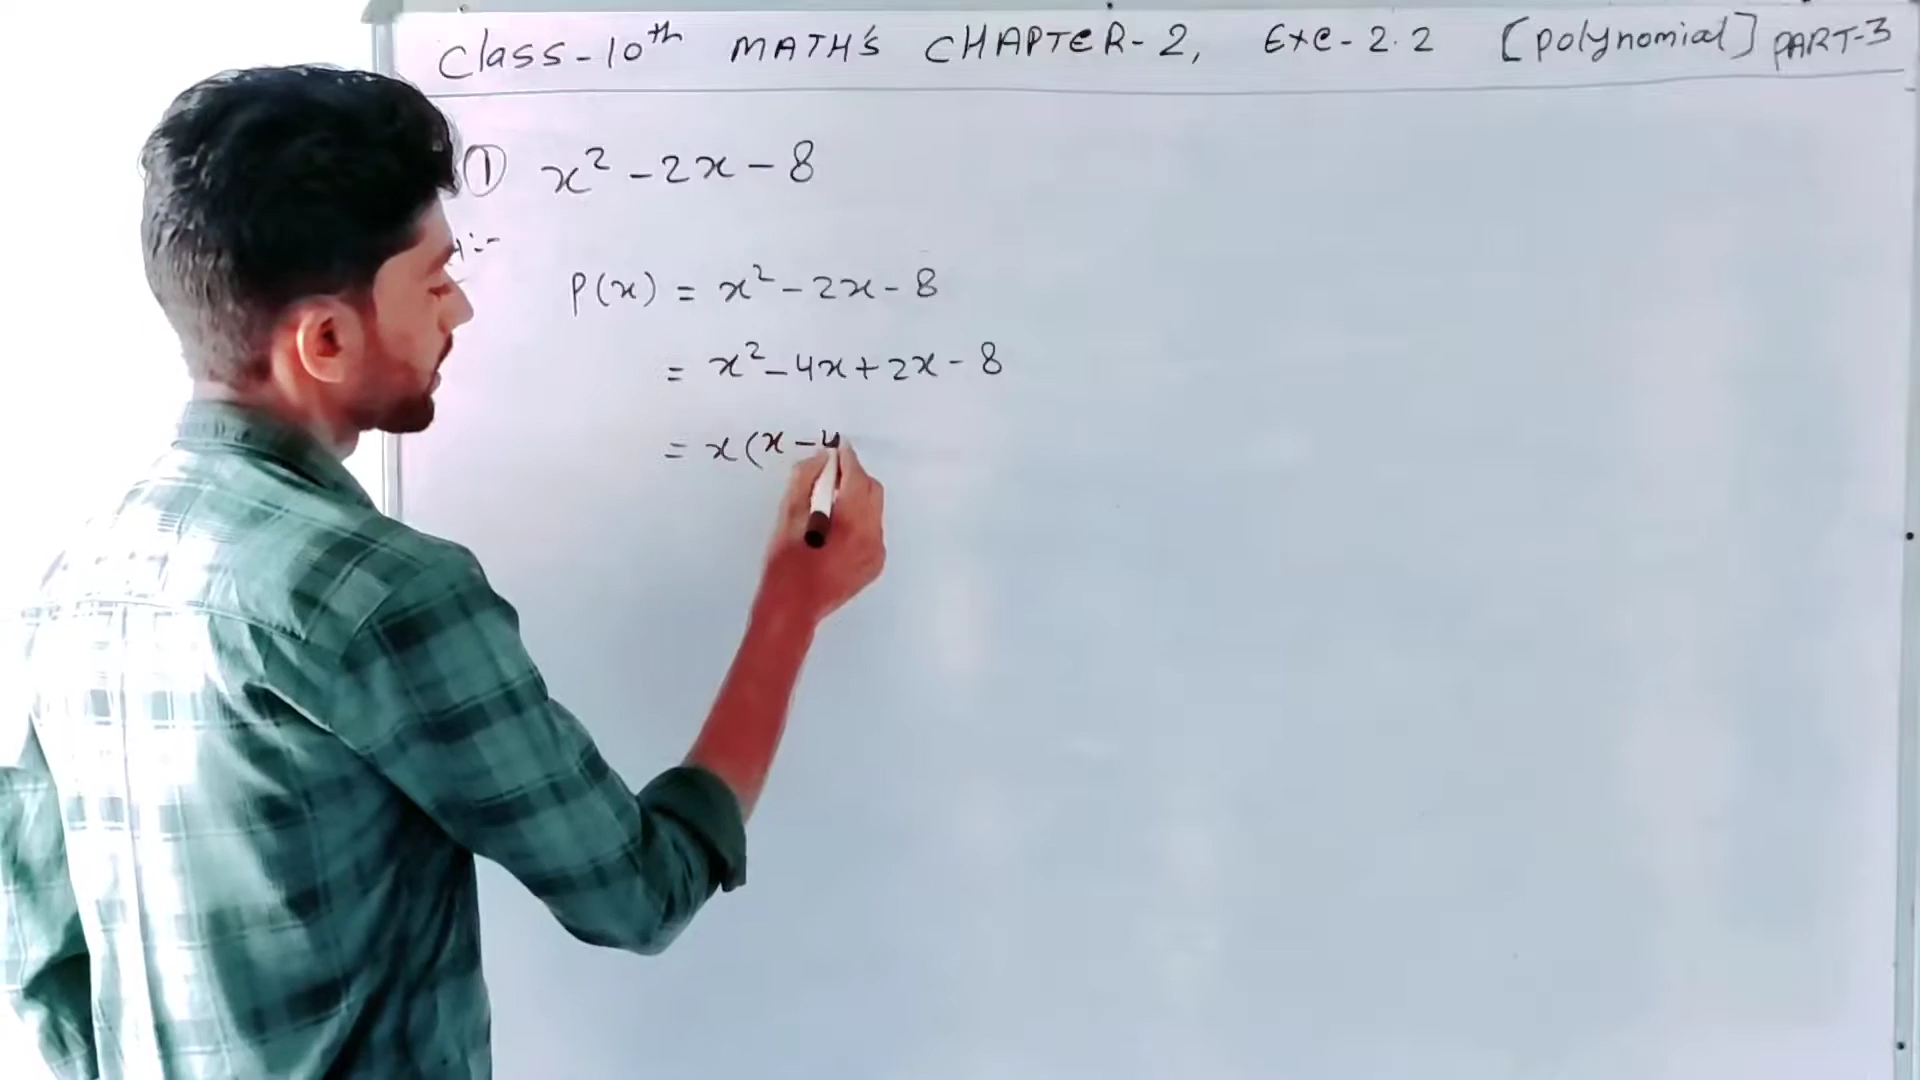 Class-10th MATH'S CHAPTER-2, Exe-2.2 [Polynomial] PART-3
① x² - 2x - 8
:-
P(x) = x² - 2x - 8
= x² - 4x + 2x - 8
= x(x - 4